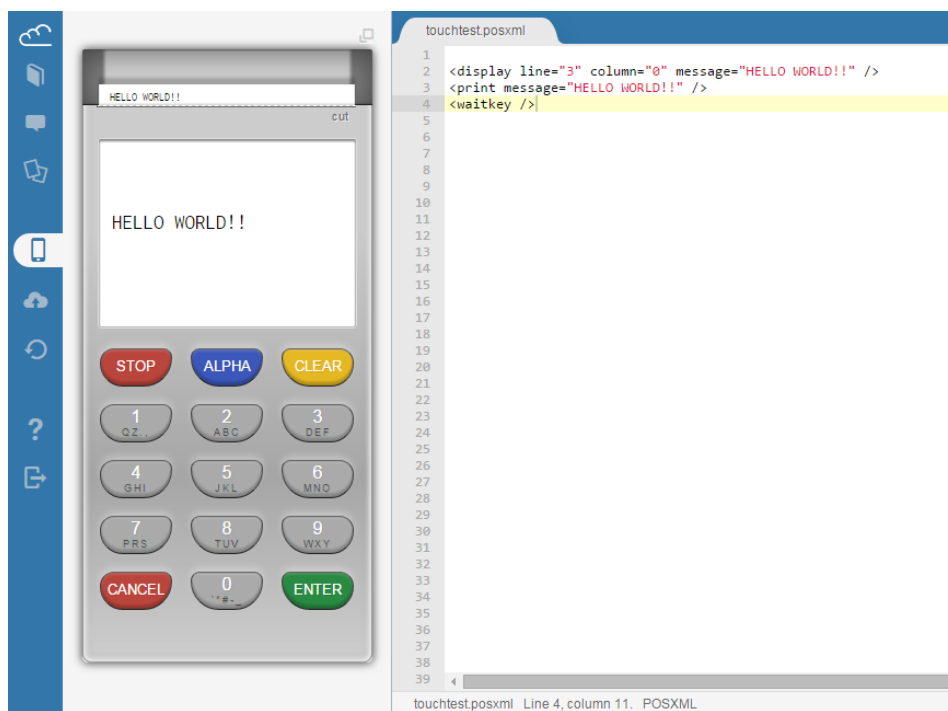 HELLO WORLD!!
cut
HELLO WORLD!!
STOP ALPHA CLEAR
1 2 3
QZ., ABC DEF
4 5 6
GHI JKL MNO
7 8 9
PRS TUV WXY
CANCEL 0 ENTER
?
touchtest.posxml
1
2 <display line="3" column="0" message="HELLO WORLD!!" />
3 <print message="HELLO WORLD!!" />
4 <waitkey />
5
6
7
8
9
10
11
12
13
14
15
16
17
18
19
20
21
22
23
24
25
26
27
28
29
30
31
32
33
34
35
36
37
38
39
touchtest.posxml Line 4, column 11. POSXML